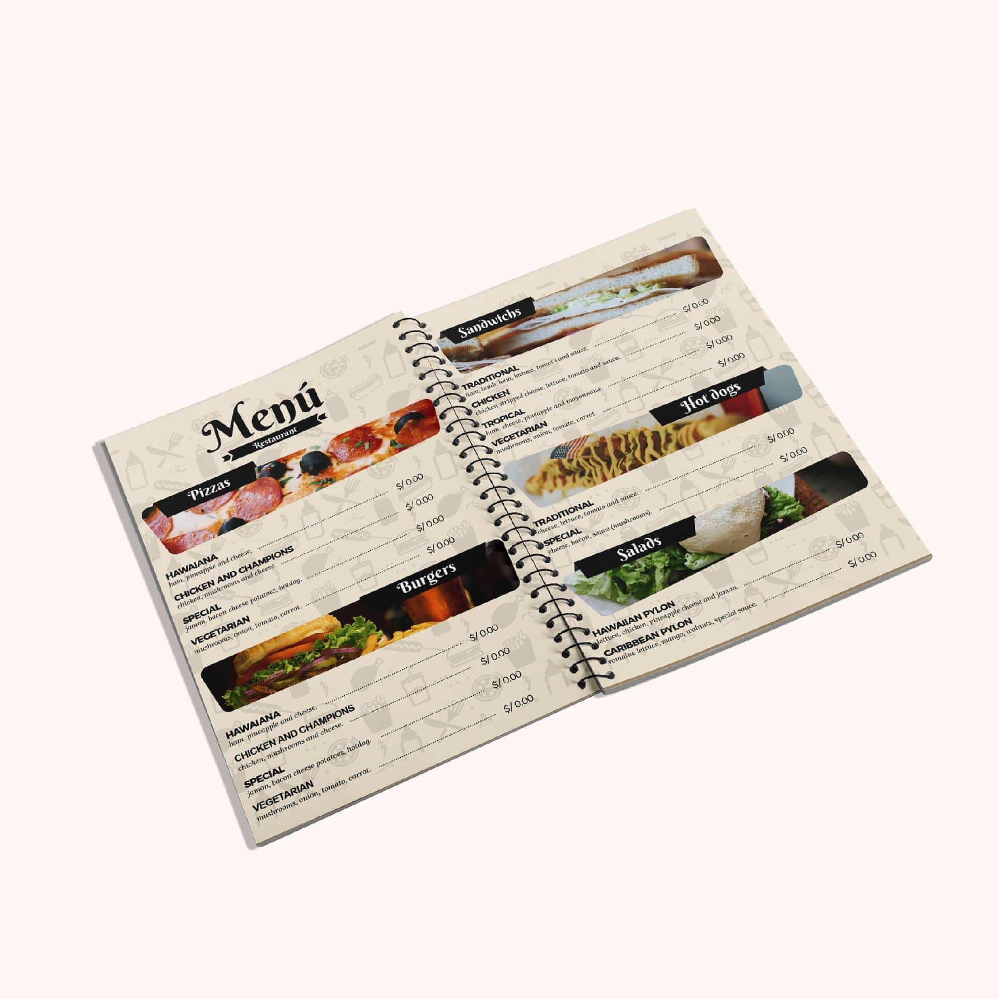 Menú
Restaurant
Pizzas
HAWAIANA
ham, pineapple and cheese. S/ 0.00
CHICKEN AND CHAMPIONS
chicken, mushrooms and cheese. S/ 0.00
SPECIAL
jamon, bacon cheese potatoes, hotdog. S/ 0.00
VEGETARIAN
mushrooms, onion, tomato, carrot. S/ 0.00
Burgers
HAWAIANA
ham, pineapple and cheese. S/ 0.00
CHICKEN AND CHAMPIONS
chicken, mushrooms and cheese. S/ 0.00
SPECIAL
jamon, bacon cheese potatoes, hotdog. S/ 0.00
VEGETARIAN
mushrooms, onion, tomato, carrot. S/ 0.00
Sandwichs
TRADITIONAL
ham, lamb, ham, lettuce, tomato and sauce. S/ 0.00
CHICKEN
chicken stripped cheese, lettuce, tomato and sauce. S/ 0.00
TROPICAL
ham, cheese, pineapple and mayonnaise. S/ 0.00
VEGETARIAN
mushrooms, onion, tomato, carrot. S/ 0.00
Hot dogs
TRADITIONAL
cheese, lettuce, tomato and sauce. S/ 0.00
SPECIAL
cheese, bacon, sauce (mushrooms). S/ 0.00
Salads
HAWAIIAN PYLON
lettuce, chicken, pineapple cheese and jamon. S/ 0.00
CARIBBEAN PYLON
romaine lettuce, mango, walnuts, special sauce. S/ 0.00